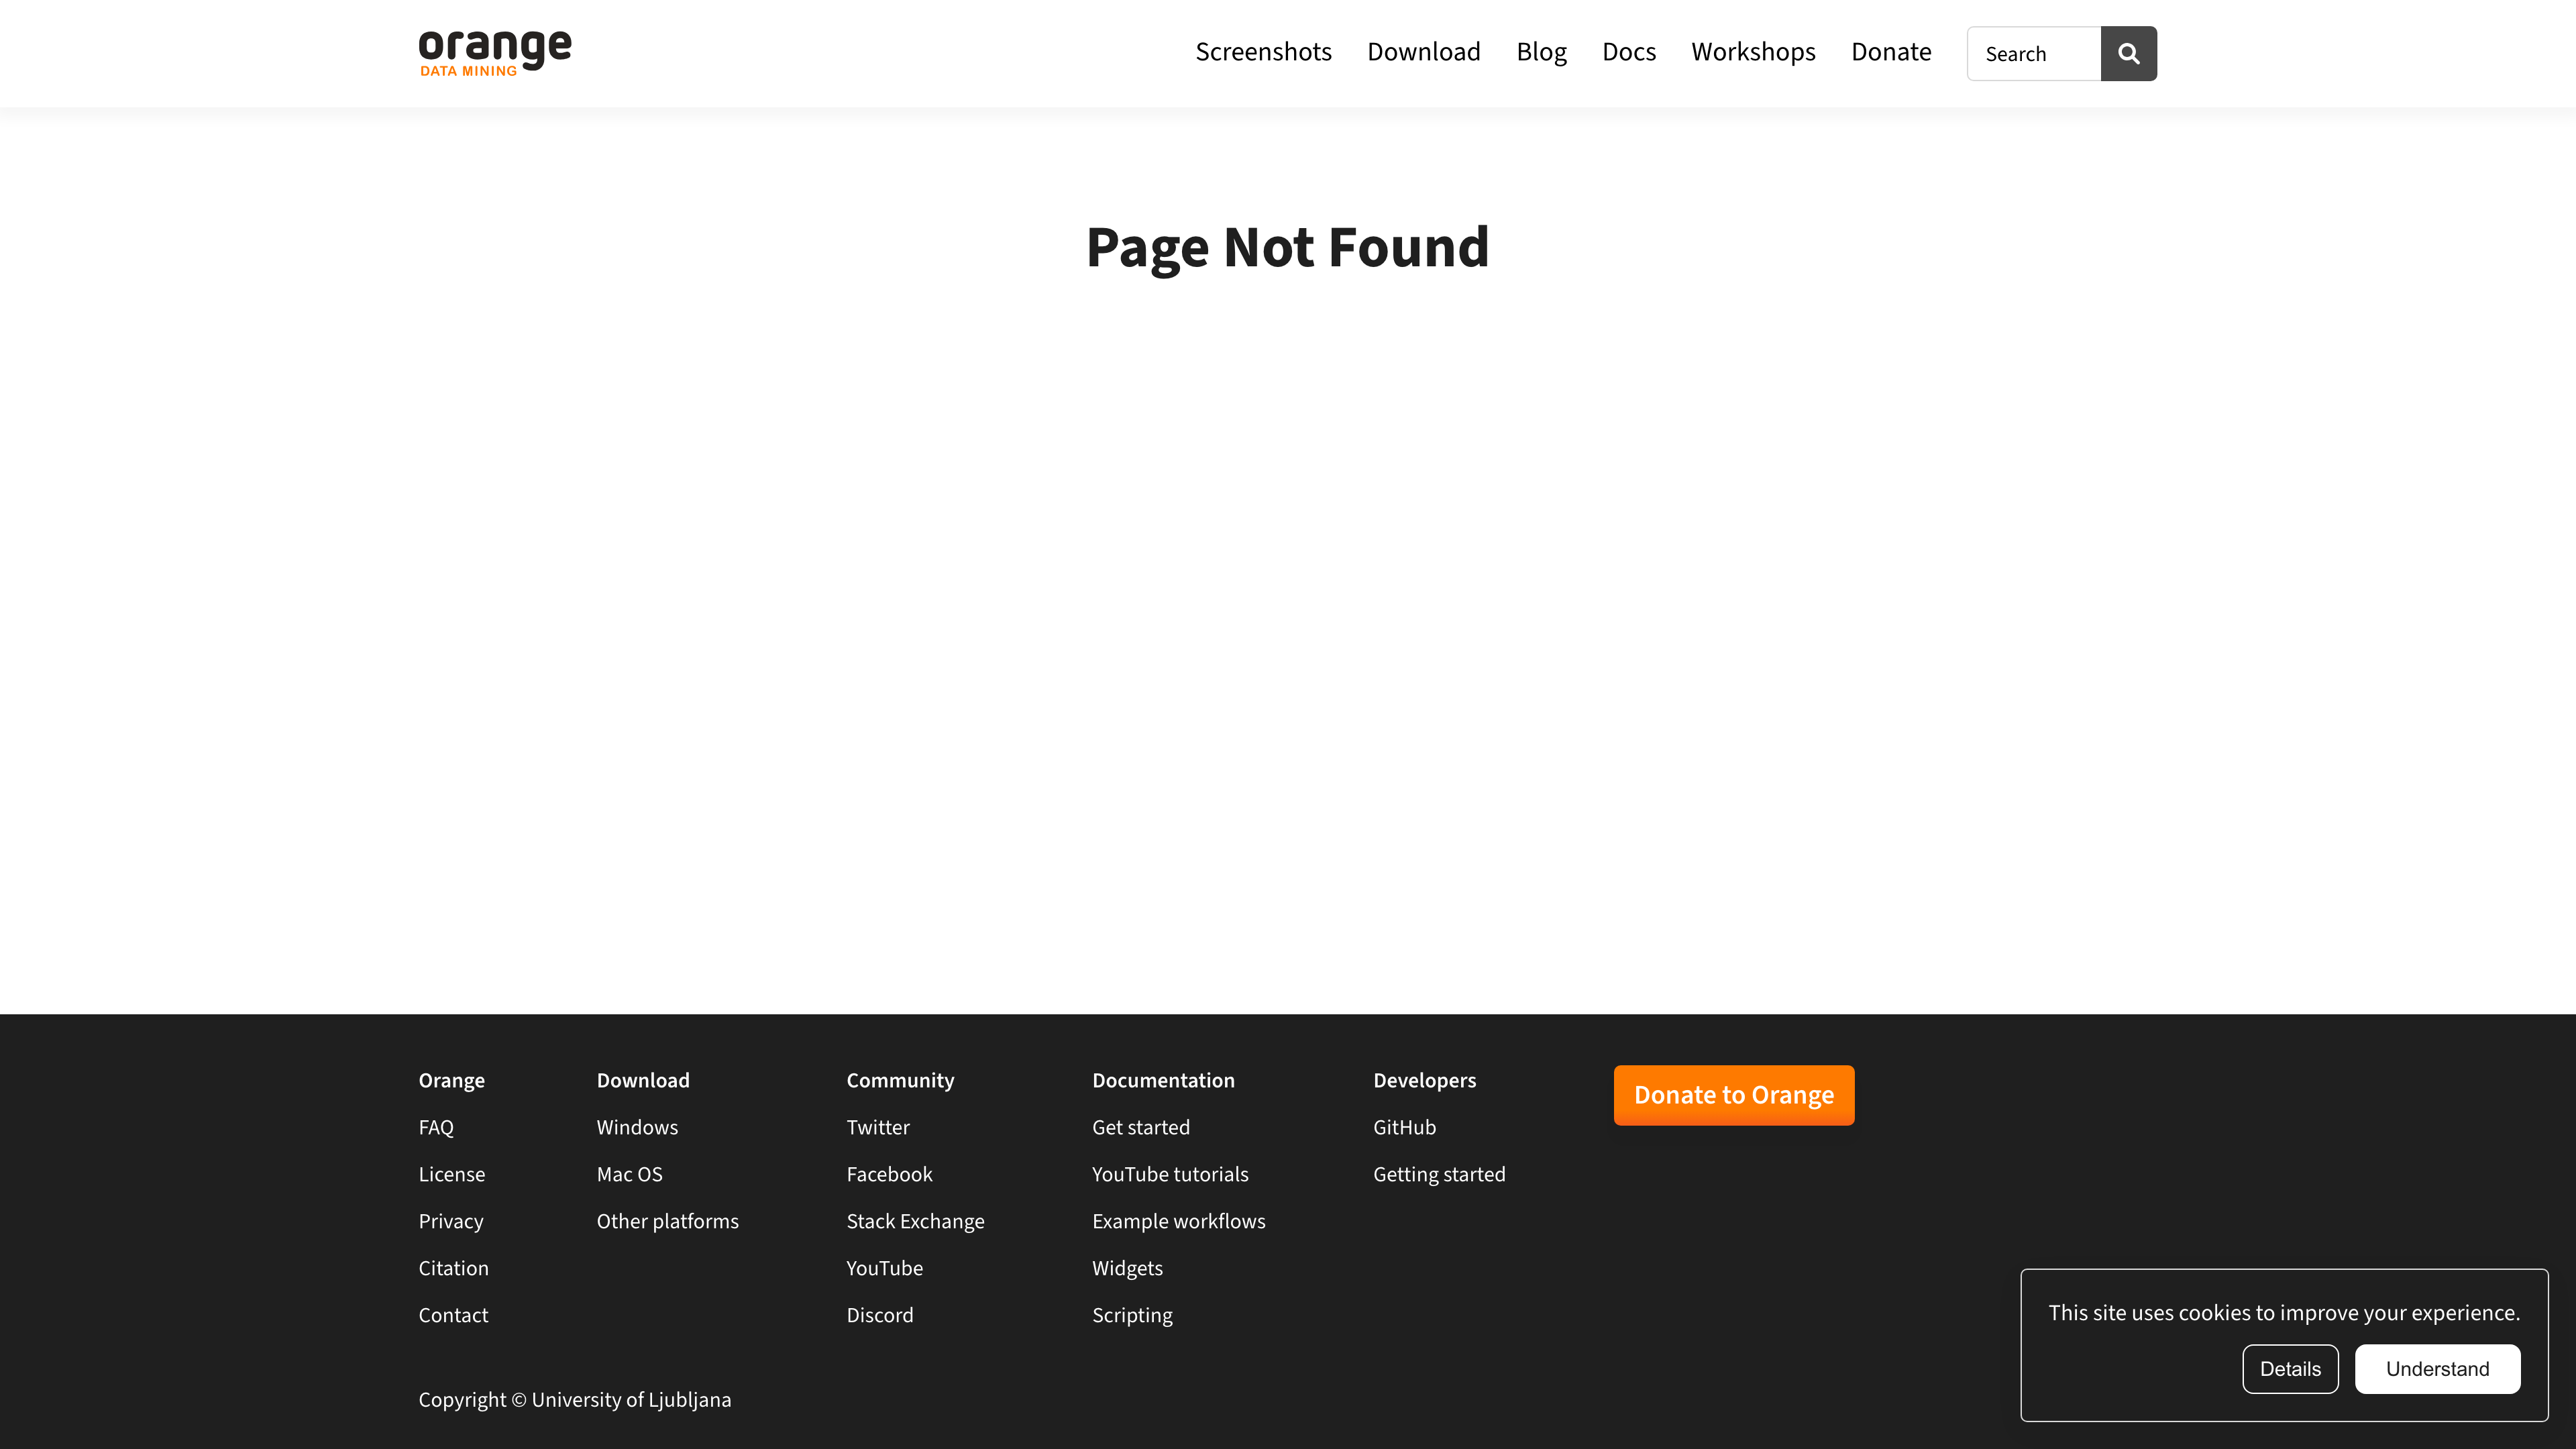 orange
DATA MINING
Screenshots Download Blog Docs Workshops Donate Search
Page Not Found
Orange
FAQ
License
Privacy
Citation
Contact
Download
Windows
Mac OS
Other platforms
Community
Twitter
Facebook
Stack Exchange
YouTube
Discord
Documentation
Get started
YouTube tutorials
Example workflows
Widgets
Scripting
Developers
GitHub
Getting started
Donate to Orange
Copyright © University of Ljubljana
This site uses cookies to improve your experience.
Details Understand